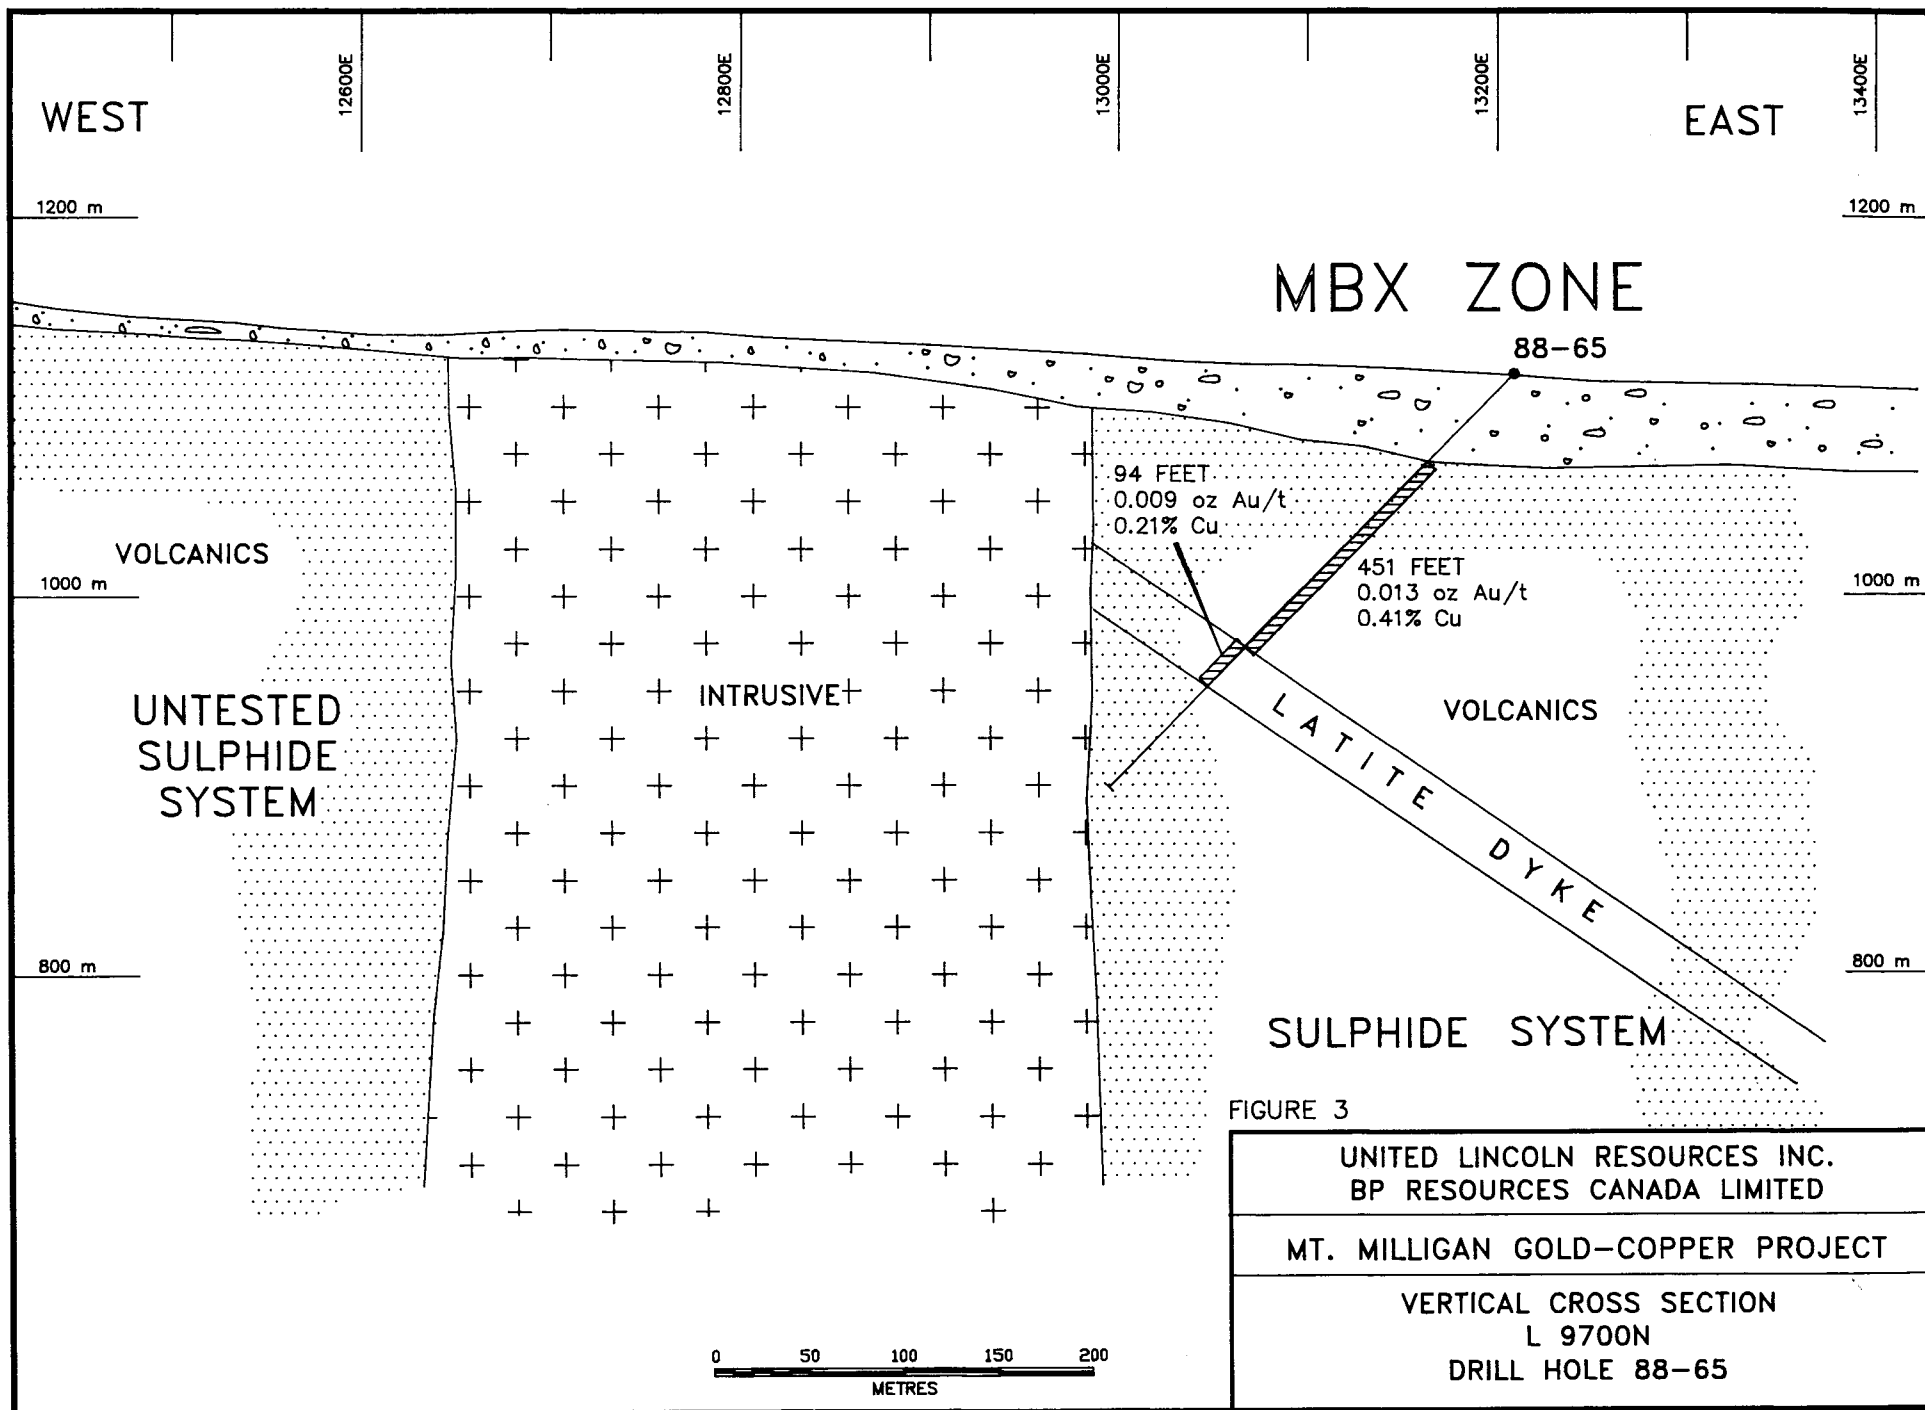 12600E
12800E
13000E
13200E
13400E
WEST
EAST
1200 m
1200 m
MBX ZONE
88-65
94 FEET
0.009 oz Au/t
0.21% Cu
VOLCANICS
451 FEET
0.013 oz Au/t
0.41% Cu
1000 m
1000 m
UNTESTED
SULPHIDE
SYSTEM
INTRUSIVE
VOLCANICS
LATITE DYKE
800 m
800 m
SULPHIDE SYSTEM
FIGURE 3
UNITED LINCOLN RESOURCES INC.
BP RESOURCES CANADA LIMITED
MT. MILLIGAN GOLD-COPPER PROJECT
VERTICAL CROSS SECTION
L 9700N
DRILL HOLE 88-65
0 50 100 150 200
METRES